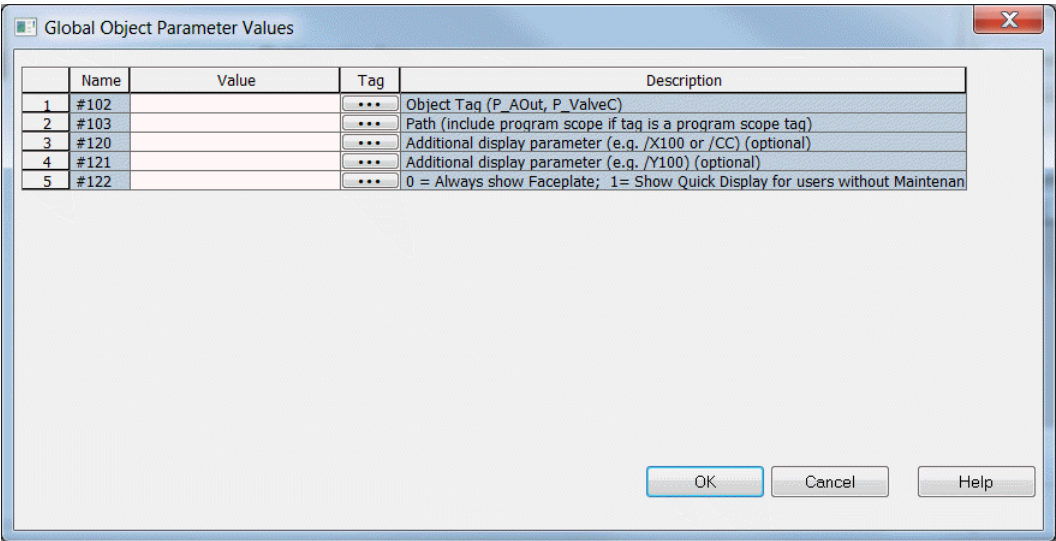 Global Object Parameter Values
X
Name Value Tag Description
1 #102 ••• Object Tag (P_AOut, P_ValveC)
2 #103 ••• Path (include program scope if tag is a program scope tag)
3 #120 ••• Additional display parameter (e.g. /X100 or /CC) (optional)
4 #121 ••• Additional display parameter (e.g. /Y100) (optional)
5 #122 ••• 0 = Always show Faceplate; 1= Show Quick Display for users without Maintenan
OK Cancel Help